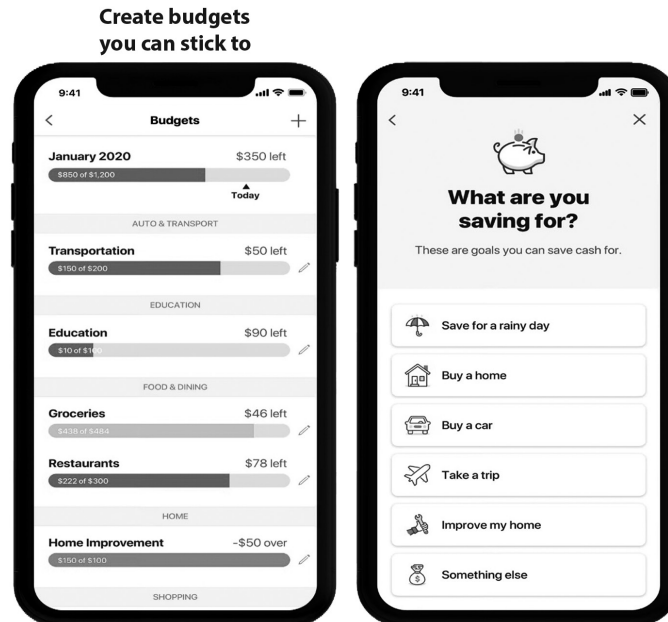 Create budgets
you can stick to
9:41
Budgets
January 2020 $350 left
$850 of $1,200
Today
AUTO & TRANSPORT
Transportation $50 left
$150 of $200
EDUCATION
Education $90 left
$10 of $100
FOOD & DINING
Groceries $46 left
$438 of $484
Restaurants $78 left
$222 of $300
HOME
Home Improvement -$50 over
$150 of $100
SHOPPING
9:41
What are you
saving for?
These are goals you can save cash for.
Save for a rainy day
Buy a home
Buy a car
Take a trip
Improve my home
Something else